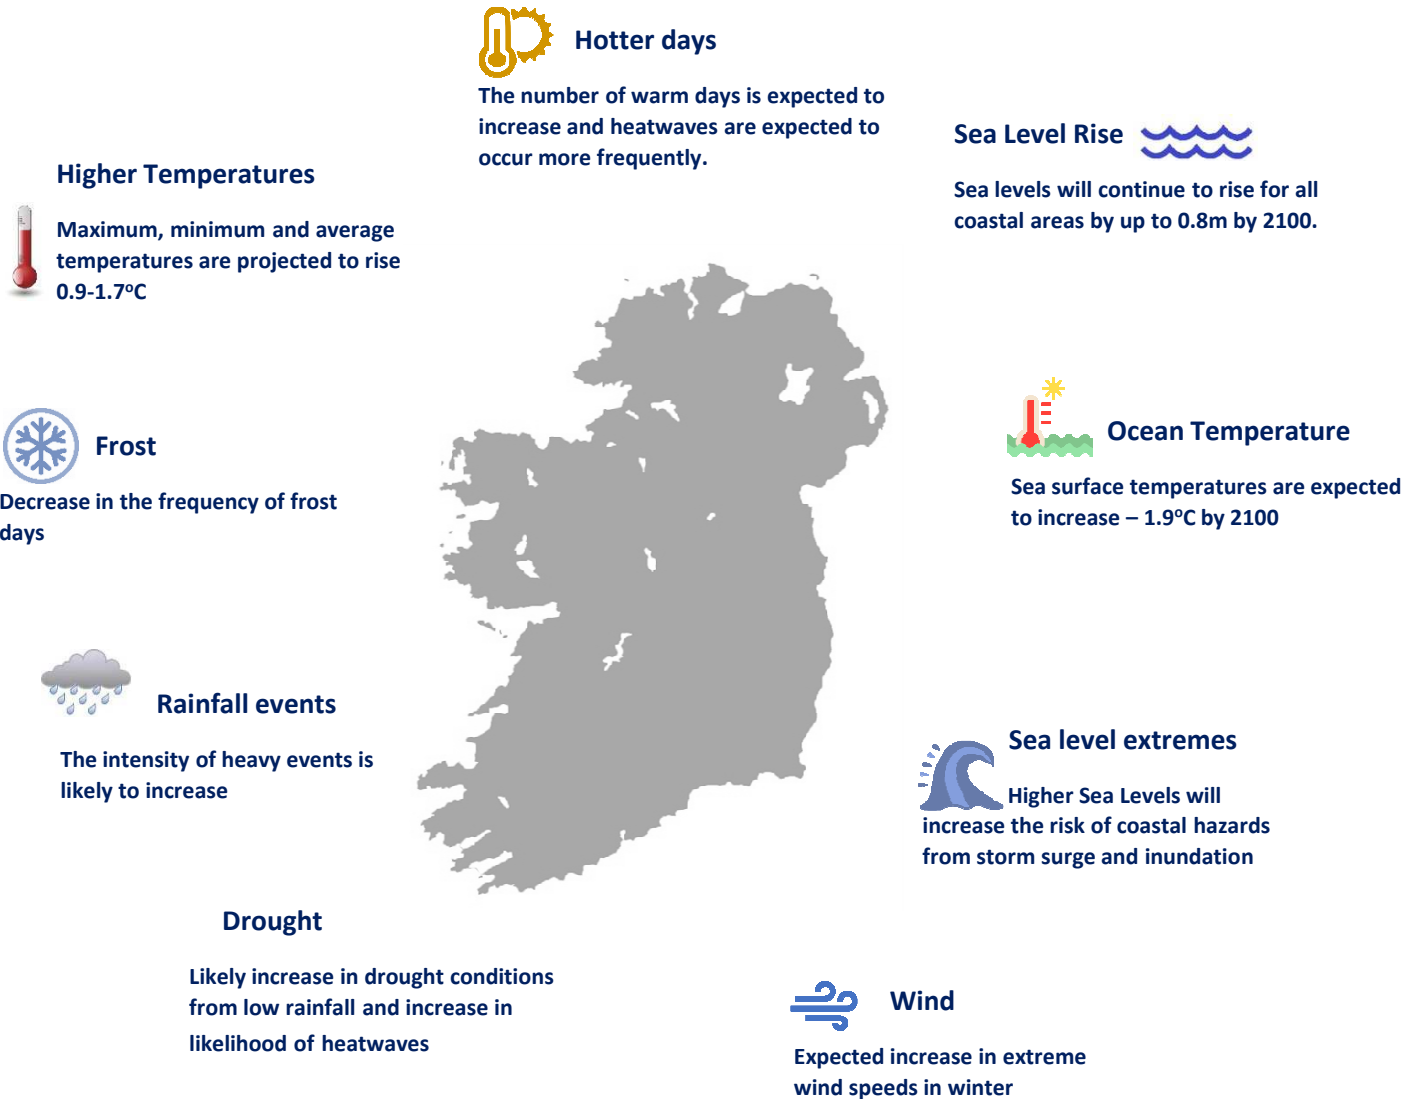 Hotter days
The number of warm days is expected to
increase and heatwaves are expected to
occur more frequently.
Sea Level Rise
Sea levels will continue to rise for all
coastal areas by up to 0.8m by 2100.
Higher Temperatures
Maximum, minimum and average
temperatures are projected to rise
0.9-1.7°C
Ocean Temperature
Sea surface temperatures are expected
to increase – 1.9°C by 2100
Frost
Decrease in the frequency of frost
days
Rainfall events
The intensity of heavy events is
likely to increase
Sea level extremes
Higher Sea Levels will
increase the risk of coastal hazards
from storm surge and inundation
Drought
Likely increase in drought conditions
from low rainfall and increase in
likelihood of heatwaves
Wind
Expected increase in extreme
wind speeds in winter